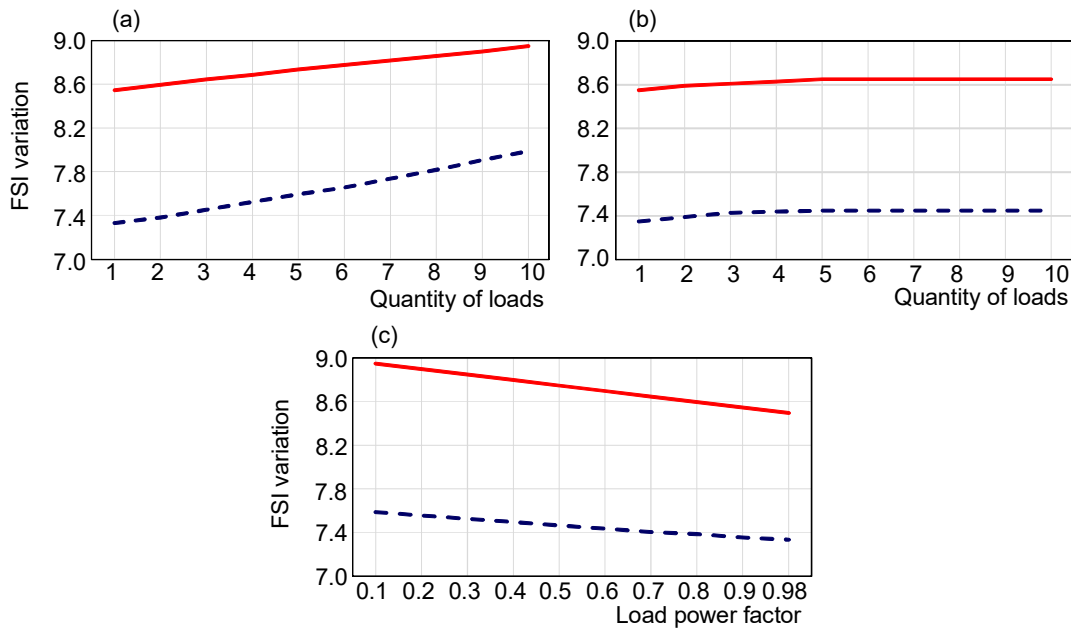 (a)
FSI variation
9.0
8.6
8.2
7.8
7.4
7.0
1 2 3 4 5 6 7 8 9 10
Quantity of loads
(b)
9.0
8.6
8.2
7.8
7.4
7.0
1 2 3 4 5 6 7 8 9 10
Quantity of loads
(c)
FSI variation
9.0
8.6
8.2
7.8
7.4
7.0
0.1 0.2 0.3 0.4 0.5 0.6 0.7 0.8 0.9 0.98
Load power factor